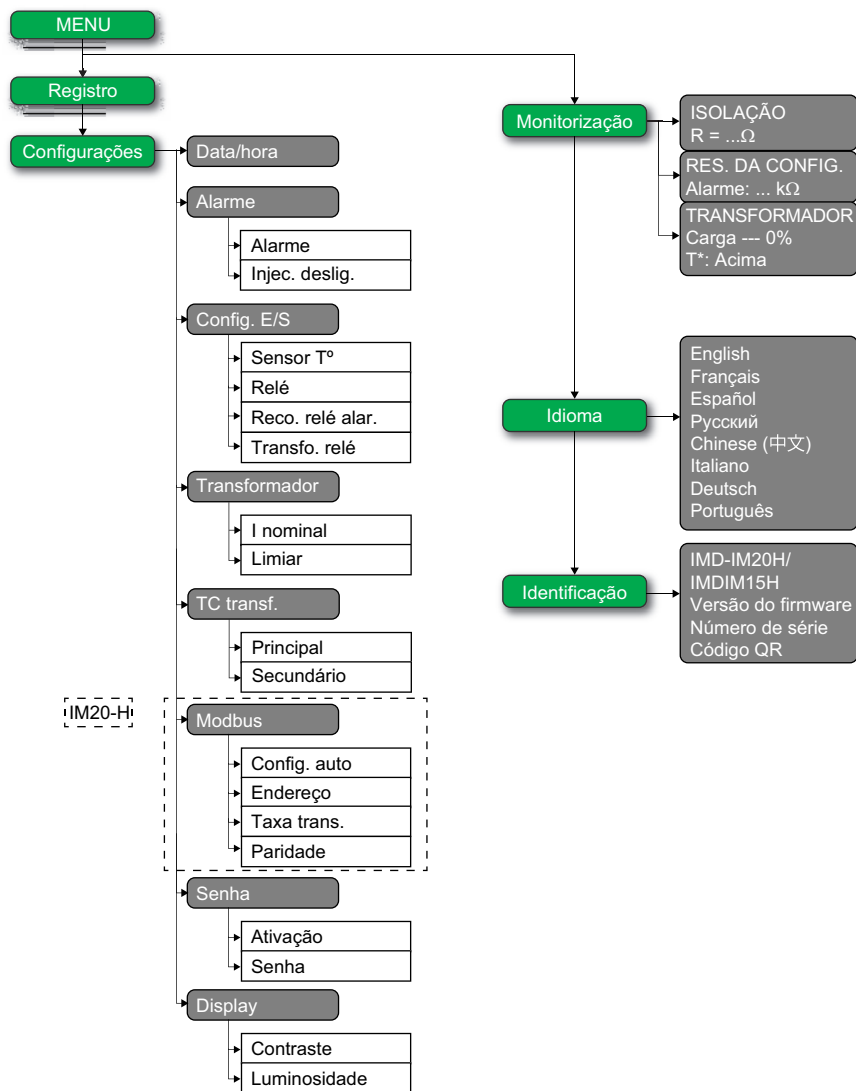 MENU
Registro
Configurações
Data/hora
Alarme
Alarme
Injec. deslig.
Config. E/S
Sensor Tº
Relé
Reco. relé alar.
Transfo. relé
Transformador
I nominal
Limiar
TC transf.
Principal
Secundário
IM20-H
Modbus
Config. auto
Endereço
Taxa trans.
Paridade
Senha
Ativação
Senha
Display
Contraste
Luminosidade
Monitorização
ISOLAÇÃO
R = ...Ω
RES. DA CONFIG.
Alarme: ... kΩ
TRANSFORMADOR
Carga --- 0%
T*: Acima
Idioma
English
Français
Español
Русский
Chinese (中文)
Italiano
Deutsch
Português
Identificação
IMD-IM20H/
IMDIM15H
Versão do firmware
Número de série
Código QR